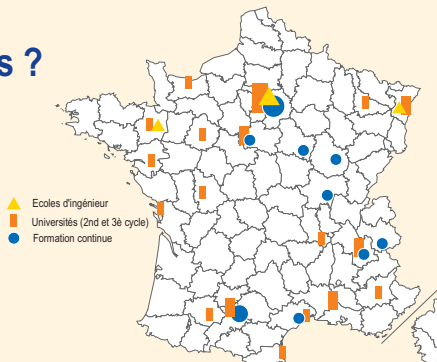 s ?
Ecoles d'ingénieur
Universités (2nd et 3è cycle)
Formation continue